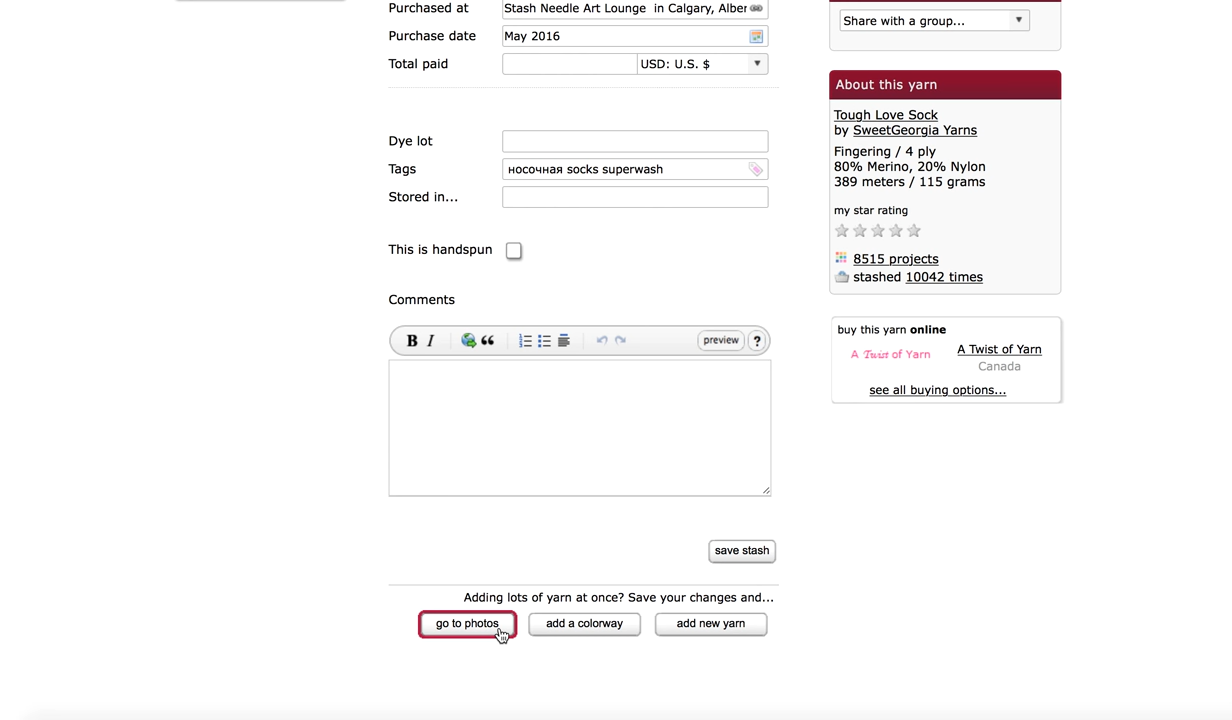 Purchased at
Stash Needle Art Lounge in Calgary, Alber
Purchase date
May 2016
Total paid
USD: U.S. $
Dye lot
Tags
носочная socks superwash
Stored in...
This is handspun
Comments
B I
preview
?
save stash
Adding lots of yarn at once? Save your changes and...
go to photos
add a colorway
add new yarn
Share with a group...
About this yarn
Tough Love Sock
by SweetGeorgia Yarns
Fingering / 4 ply
80% Merino, 20% Nylon
389 meters / 115 grams
my star rating
8515 projects
stashed 10042 times
buy this yarn online
A Twist of Yarn
A Twist of Yarn
Canada
see all buying options...